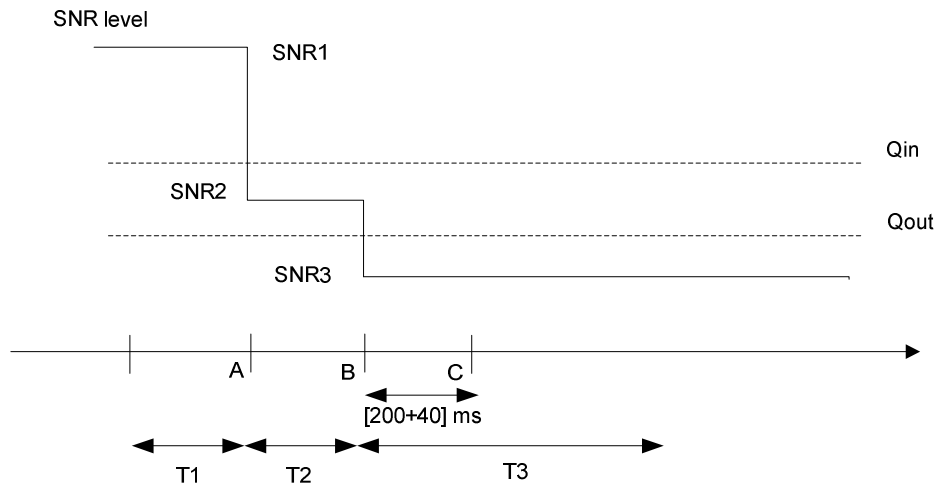 SNR level
SNR1
Qin
SNR2
Qout
SNR3
A
B
C
[200+40] ms
T1
T2
T3